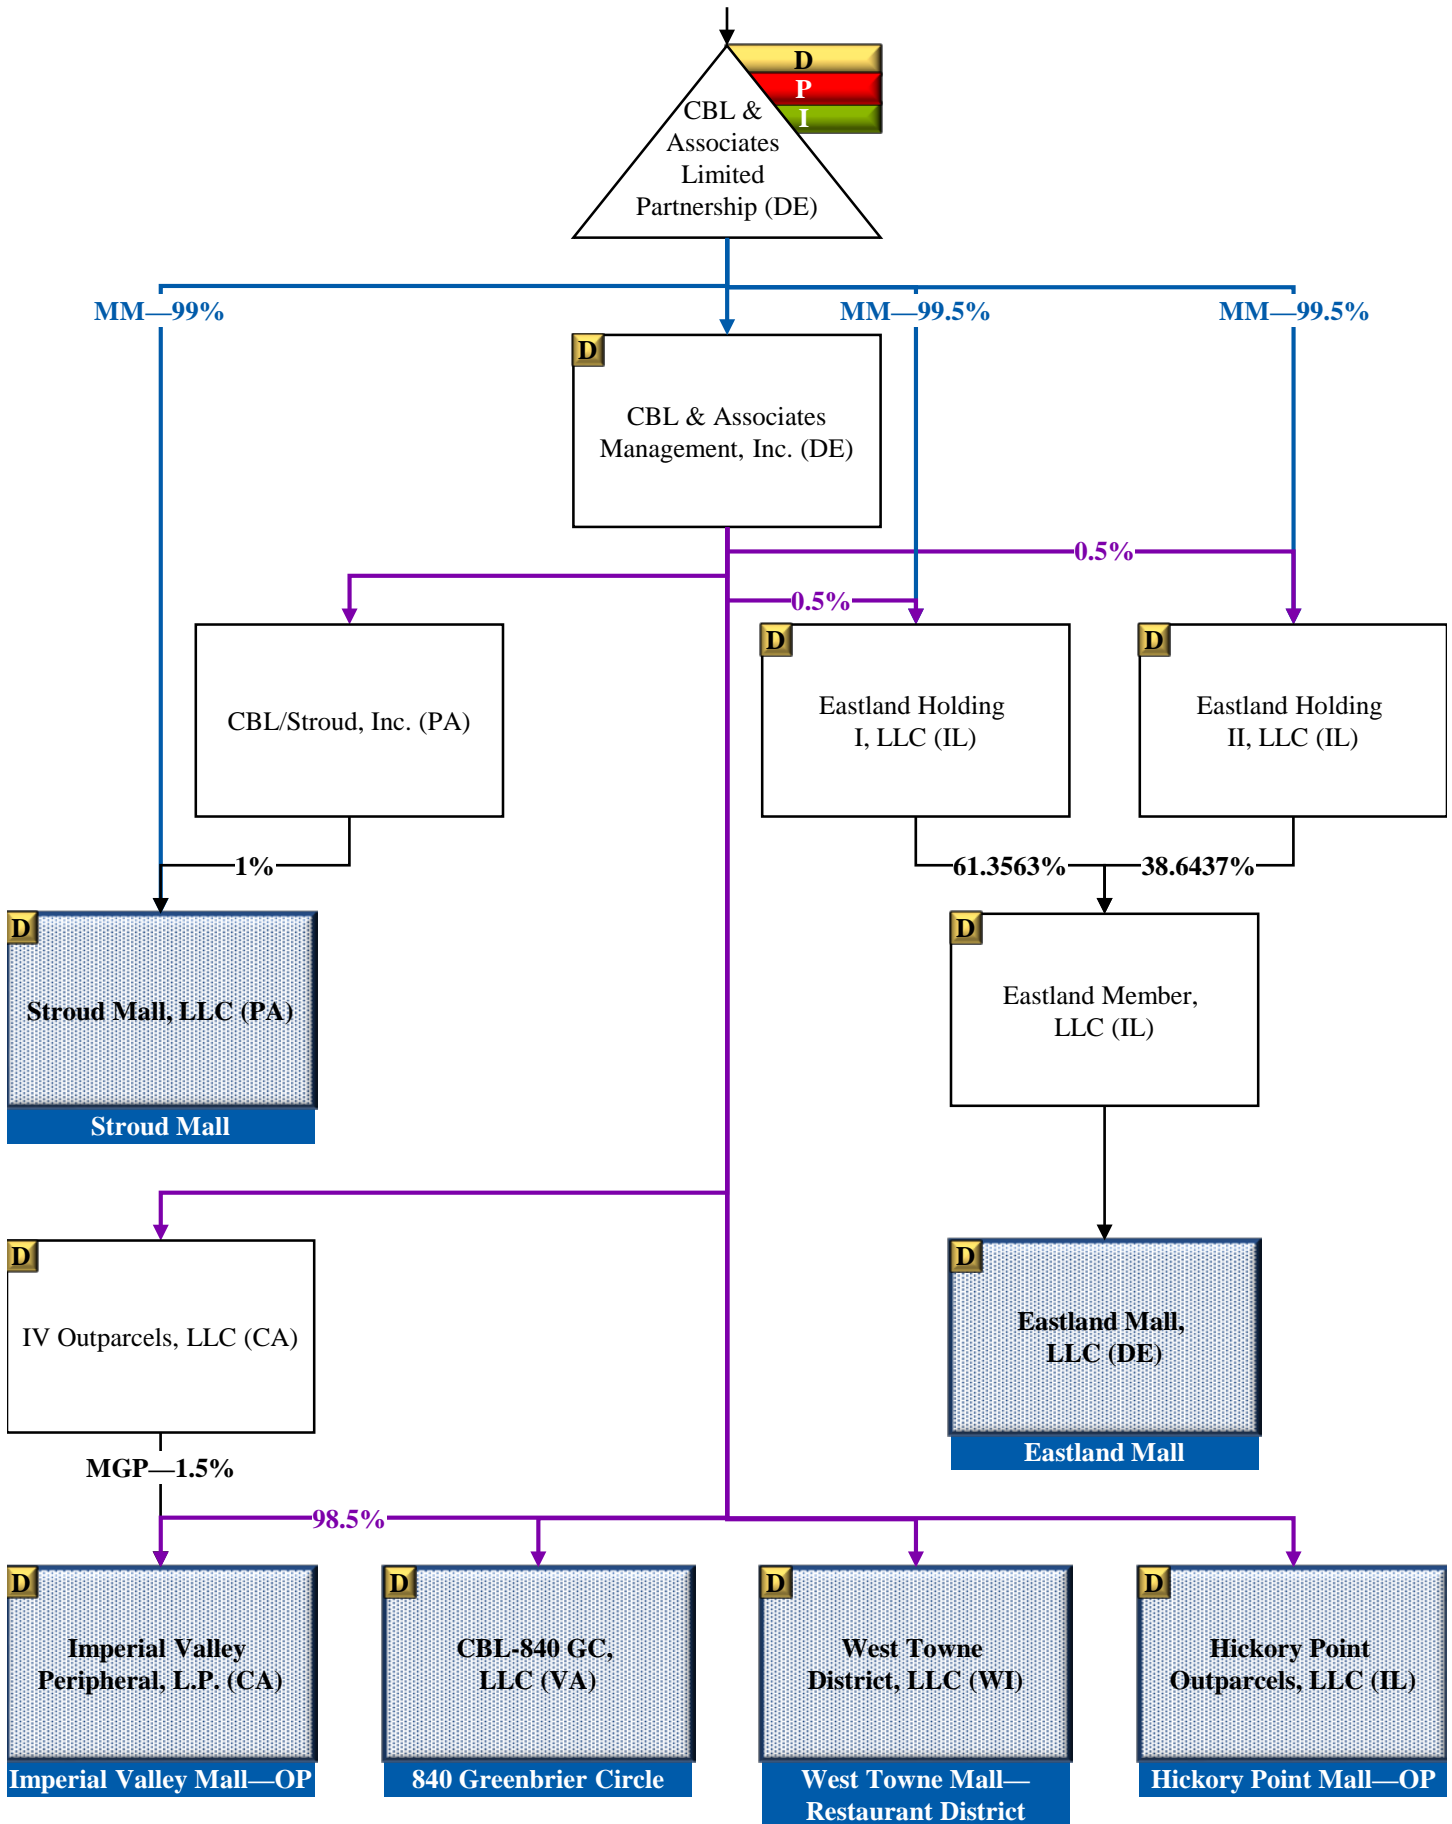 D
P
I
CBL &
Associates
Limited
Partnership (DE)
MM—99%
MM—99.5%
MM—99.5%
D
CBL & Associates
Management, Inc. (DE)
0.5%
0.5%
CBL/Stroud, Inc. (PA)
D
Eastland Holding
I, LLC (IL)
D
Eastland Holding
II, LLC (IL)
1%
61.3563%
38.6437%
D
Stroud Mall, LLC (PA)
Stroud Mall
D
Eastland Member,
LLC (IL)
D
IV Outparcels, LLC (CA)
D
Eastland Mall,
LLC (DE)
Eastland Mall
MGP—1.5%
98.5%
D
Imperial Valley
Peripheral, L.P. (CA)
Imperial Valley Mall—OP
D
CBL-840 GC,
LLC (VA)
840 Greenbrier Circle
D
West Towne
District, LLC (WI)
West Towne Mall—
Restaurant District
D
Hickory Point
Outparcels, LLC (IL)
Hickory Point Mall—OP